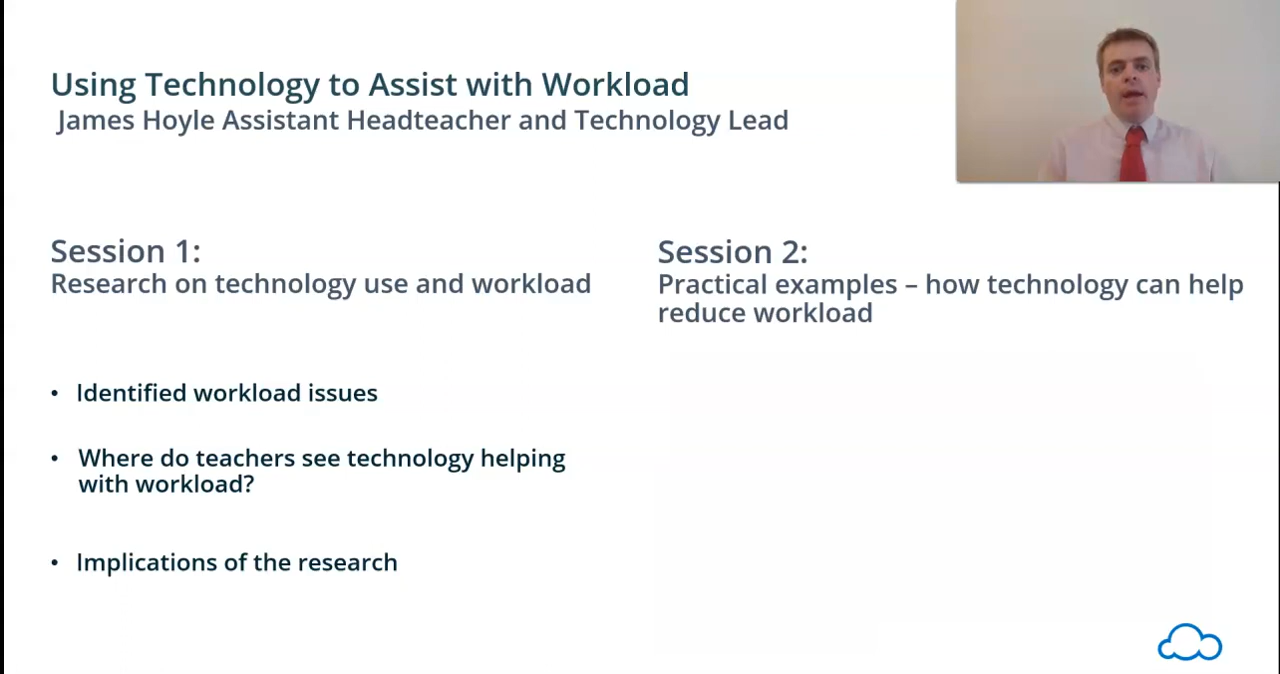 Using Technology to Assist with Workload
James Hoyle Assistant Headteacher and Technology Lead
Session 1:
Research on technology use and workload
• Identified workload issues
• Where do teachers see technology helping
with workload?
• Implications of the research
Session 2:
Practical examples – how technology can help
reduce workload